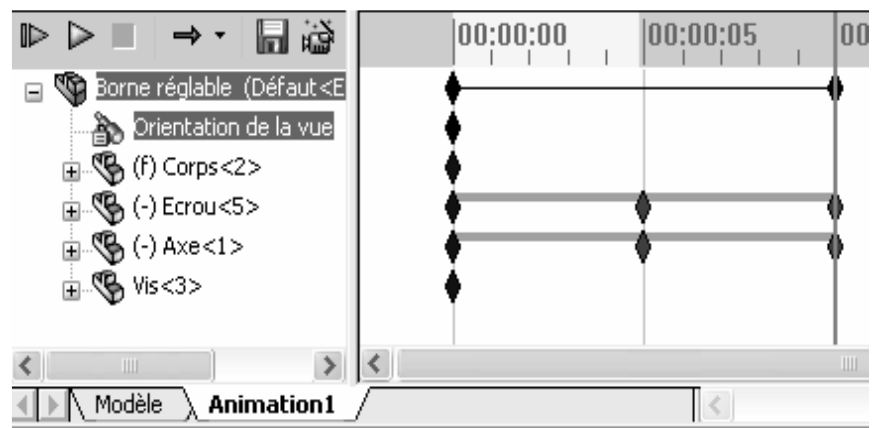 00:00:00 00:00:05 00
Borne réglable (Défaut<E
Orientation de la vue
(f) Corps<2>
(-) Ecrou<5>
(-) Axe<1>
Vis<3>
Modèle Animation1